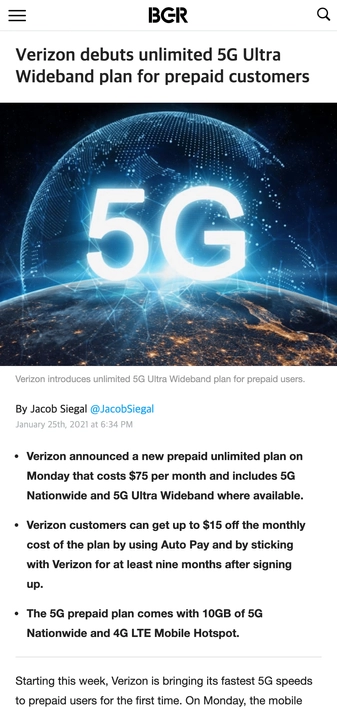 BGR
Verizon debuts unlimited 5G Ultra
Wideband plan for prepaid customers
5G
Verizon introduces unlimited 5G Ultra Wideband plan for prepaid users.
By Jacob Siegal @JacobSiegal
January 25th, 2021 at 6:34 PM
• Verizon announced a new prepaid unlimited plan on
Monday that costs $75 per month and includes 5G
Nationwide and 5G Ultra Wideband where available.
• Verizon customers can get up to $15 off the monthly
cost of the plan by using Auto Pay and by sticking
with Verizon for at least nine months after signing
up.
• The 5G prepaid plan comes with 10GB of 5G
Nationwide and 4G LTE Mobile Hotspot.
Starting this week, Verizon is bringing its fastest 5G speeds
to prepaid users for the first time. On Monday, the mobile